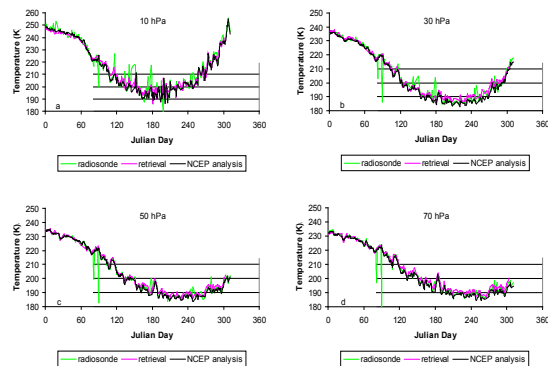 10 hPa
Temperature (K)
260
250
240
230
220
210
200
190
180
a
0 60 120 180 240 300 360
Julian Day
radiosonde retrieval NCEP analysis
30 hPa
Temperature (K)
250
240
230
220
210
200
190
180
b
0 60 120 180 240 300 360
Julian Day
radiosonde retrieval NCEP analysis
50 hPa
Temperature (K)
250
240
230
220
210
200
190
180
c
0 60 120 180 240 300 360
Julian Day
radiosonde retrieval NCEP analysis
70 hPa
Temperature (K)
250
240
230
220
210
200
190
180
d
0 60 120 180 240 300 360
Julian Day
radiosonde retrieval NCEP analysis